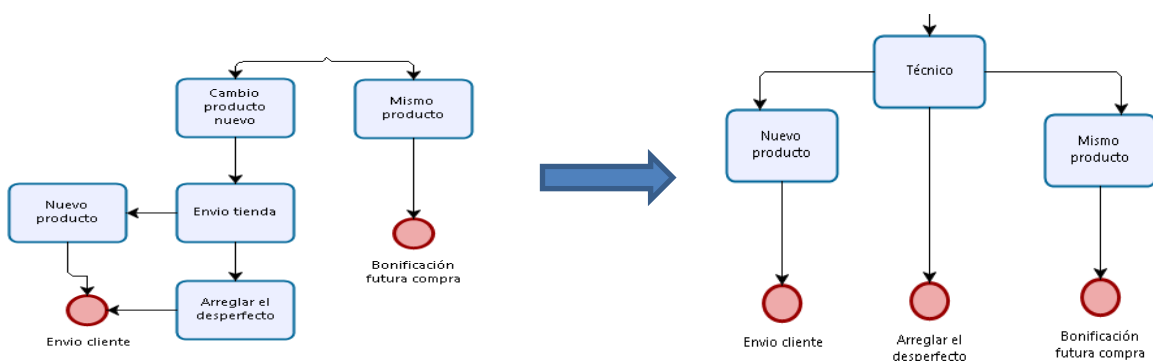 Cambio
producto
nuevo
Mismo
producto
Nuevo
producto
Envio tienda
Bonificación
futura compra
Arreglar el
desperfecto
Envio cliente
Técnico
Nuevo
producto
Mismo
producto
Envio cliente
Arreglar el
desperfecto
Bonificación
futura compra